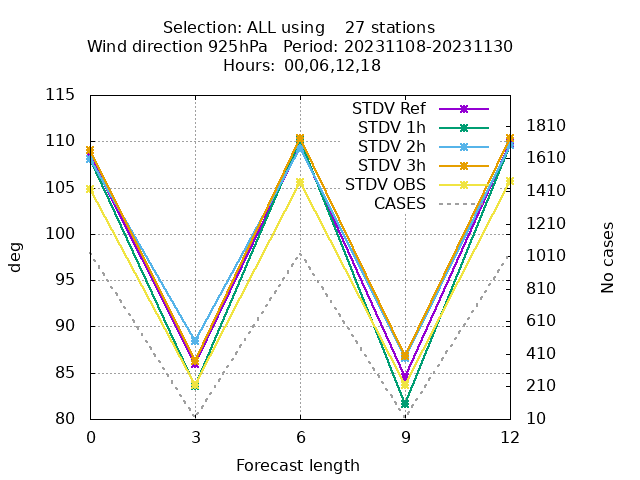 Selection: ALL using 27 stations
Wind direction 925hPa Period: 20231108-20231130
Hours: 00,06,12,18
115
110
105
100
95
90
85
80
deg
STDV Ref
STDV 1h
STDV 2h
STDV 3h
STDV OBS
CASES
1810
1610
1410
1210
1010
810
610
410
210
10
No cases
0 3 6 9 12
Forecast length